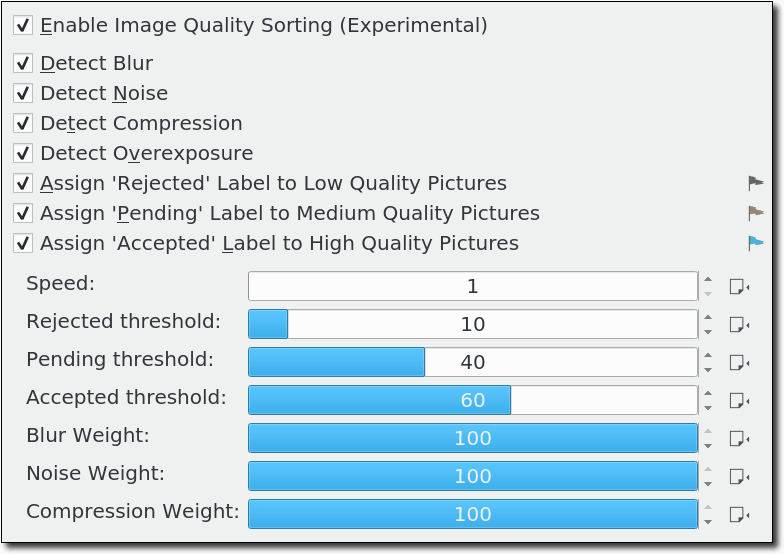 Enable Image Quality Sorting (Experimental)
Detect Blur
Detect Noise
Detect Compression
Detect Overexposure
Assign 'Rejected' Label to Low Quality Pictures
Assign 'Pending' Label to Medium Quality Pictures
Assign 'Accepted' Label to High Quality Pictures
Speed: 1
Rejected threshold: 10
Pending threshold: 40
Accepted threshold: 60
Blur Weight: 100
Noise Weight: 100
Compression Weight: 100